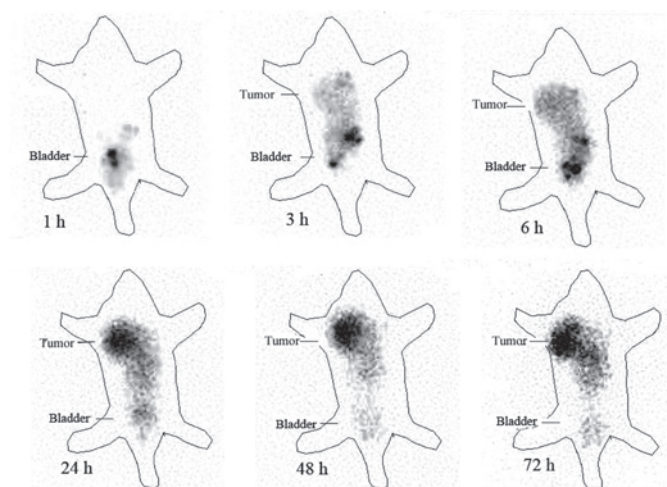 Bladder
1 h
Tumor
Bladder
3 h
Tumor
Bladder
6 h
Tumor
Bladder
24 h
Tumor
Bladder
48 h
Tumor
Bladder
72 h